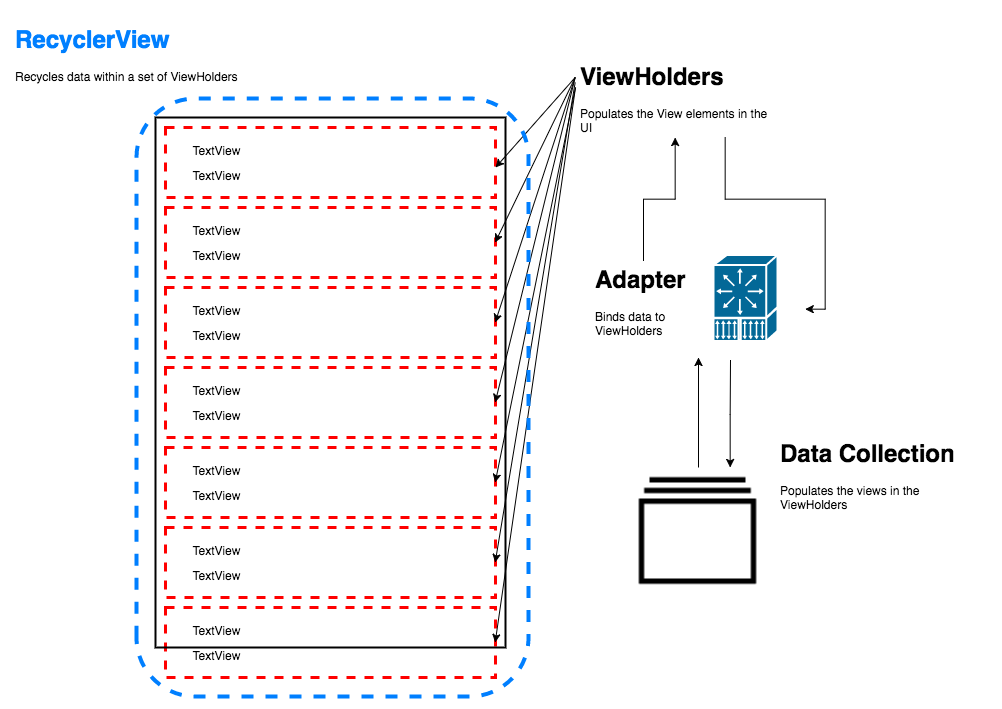 RecyclerView
Recycles data within a set of ViewHolders
TextView
TextView
TextView
TextView
TextView
TextView
TextView
TextView
TextView
TextView
TextView
TextView
TextView
TextView
ViewHolders
Populates the View elements in the
UI
Adapter
Binds data to
ViewHolders
Data Collection
Populates the views in the
ViewHolders